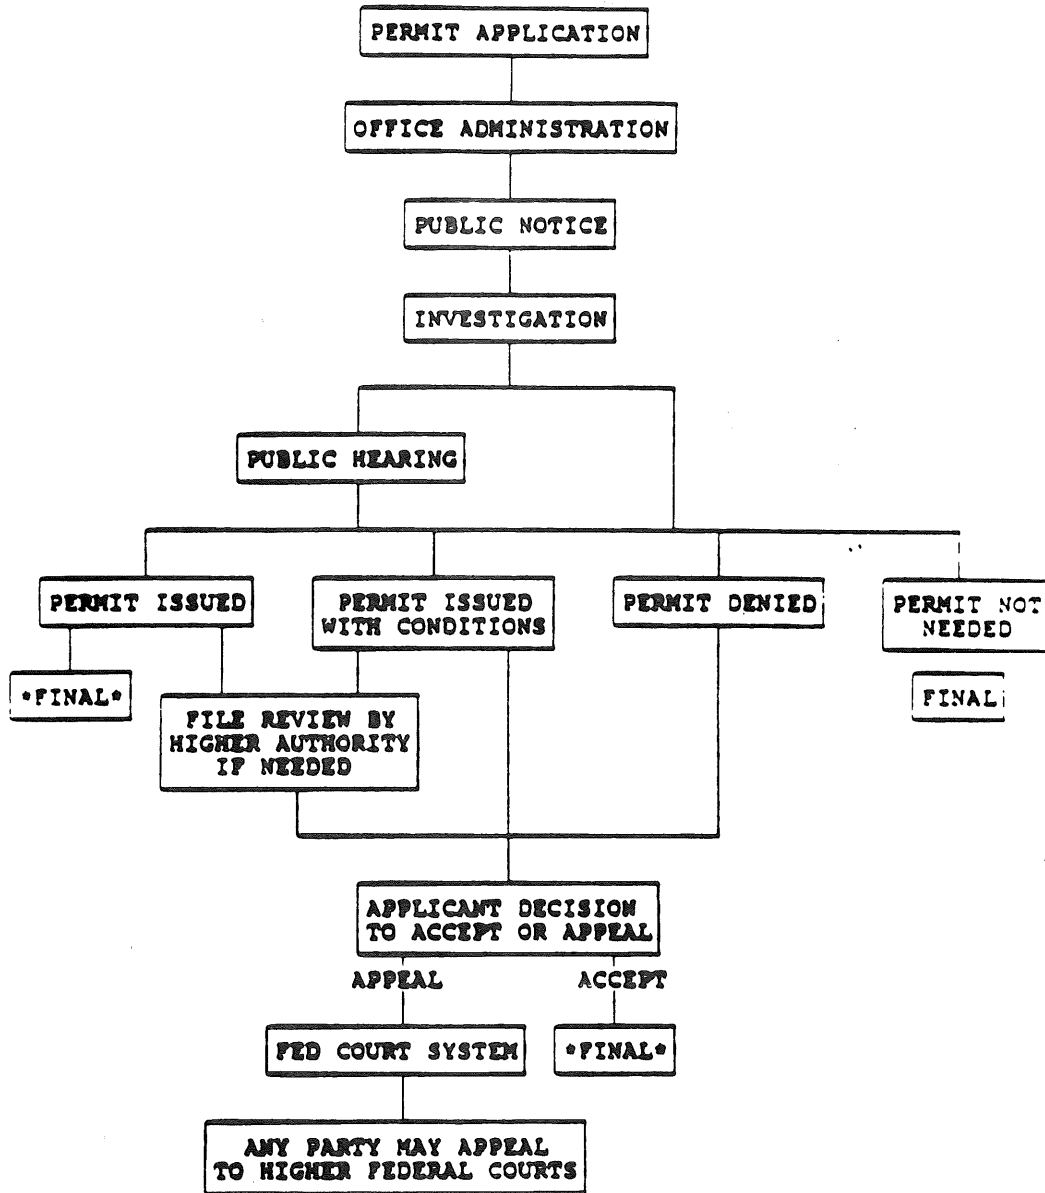 PERMIT APPLICATION
OFFICE ADMINISTRATION
PUBLIC NOTICE
INVESTIGATION
PUBLIC HEARING
PERMIT ISSUED
PERMIT ISSUED
WITH CONDITIONS
PERMIT DENIED
PERMIT NOT
NEEDED
*FINAL*
FILE REVIEW BY
HIGHER AUTHORITY
IF NEEDED
FINAL
APPLICANT DECISION
TO ACCEPT OR APPEAL
APPEAL
ACCEPT
FED COURT SYSTEM
*FINAL*
ANY PARTY MAY APPEAL
TO HIGHER FEDERAL COURTS